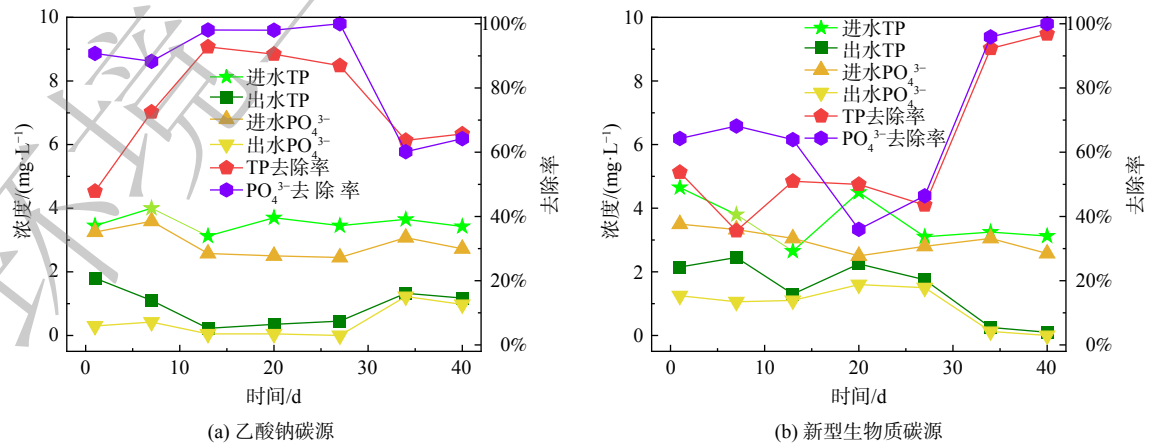 10
8
6
4
2
0
浓度/(mg·L⁻¹)
100%
80%
60%
40%
20%
0%
去除率
进水TP
出水TP
进水PO₄³⁻
出水PO₄³⁻
TP去除率
PO₄³⁻去 除 率
0 10 20 30 40
时间/d
(a) 乙酸钠碳源
10
8
6
4
2
0
浓度/(mg·L⁻¹)
100%
80%
60%
40%
20%
0%
去除率
进水TP
出水TP
进水PO₄³⁻
出水PO₄³⁻
TP去除率
PO₄³⁻去除率
0 10 20 30 40
时间/d
(b) 新型生物质碳源